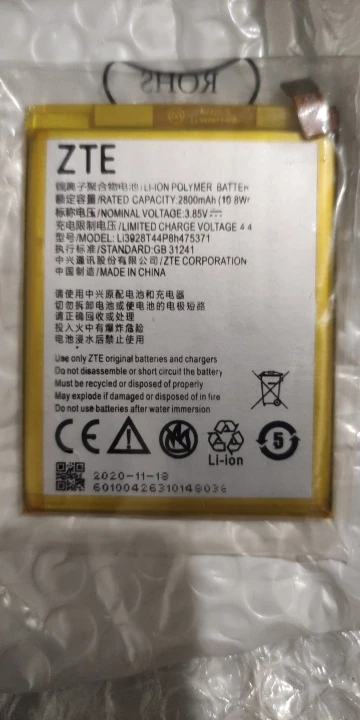 ROHS
ZTE
锂离子聚合物电池/LI-ION POLYMER BATTER
额定容量/RATED CAPACITY:2800mAh (10.8W
标称电压/NOMINAL VOLTAGE:3.85V
充电限制电压/LIMITED CHARGE VOLTAGE 4.4
型号/MODEL: Li3928T44P8h475371
执行标准/STANDARD:GB 31241
中兴通讯股份有限公司/ZTE CORPORATION
中国制造/MADE IN CHINA
请使用中兴原配电池和充电器
切勿拆卸电池或使电池的电极短路
请正确回收或处理
投入火中有爆炸危险
电池浸水后禁止使用
Use only ZTE original batteries and chargers
Do not disassemble or short circuit the battery
Must be recycled or disposed of properly
May explode if damaged or disposed of in fire
Do not use batteries after water immersion
CE
Li-ion
5
2020-11-18